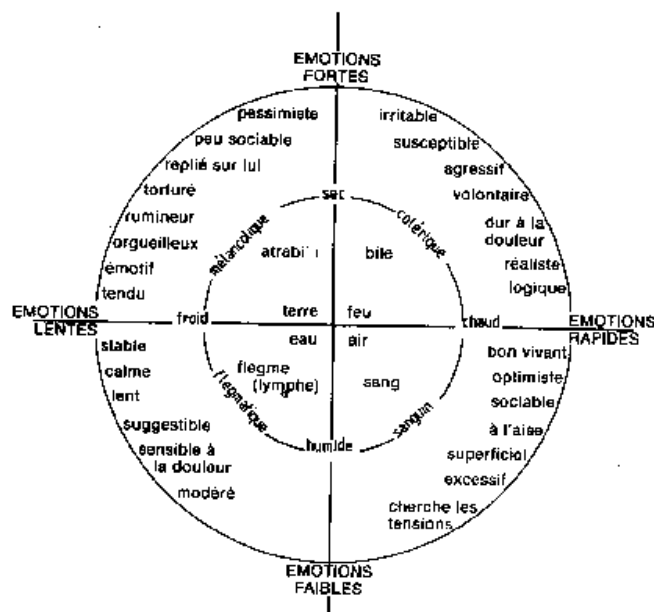 EMOTIONS
FORTES
pessimiste
peu sociable
replié sur lui
torturé
rumineur
orgueilleux
émotif
tendu
irritable
susceptible
agressif
volontaire
dur à la
douleur
réaliste
logique
sec
mélancolique
colérique
bile
EMOTIONS
LENTES
froid
terre
feu
chaud
EMOTIONS
RAPIDES
eau
air
stable
calme
lent
suggestible
sensible à
la douleur
modéré
flegme
(lymphe)
sang
flegmatique
sanguin
humide
bon vivant
optimiste
sociable
à l'aise
superficiel
excessif
cherche les
tensions
EMOTIONS
FAIBLES